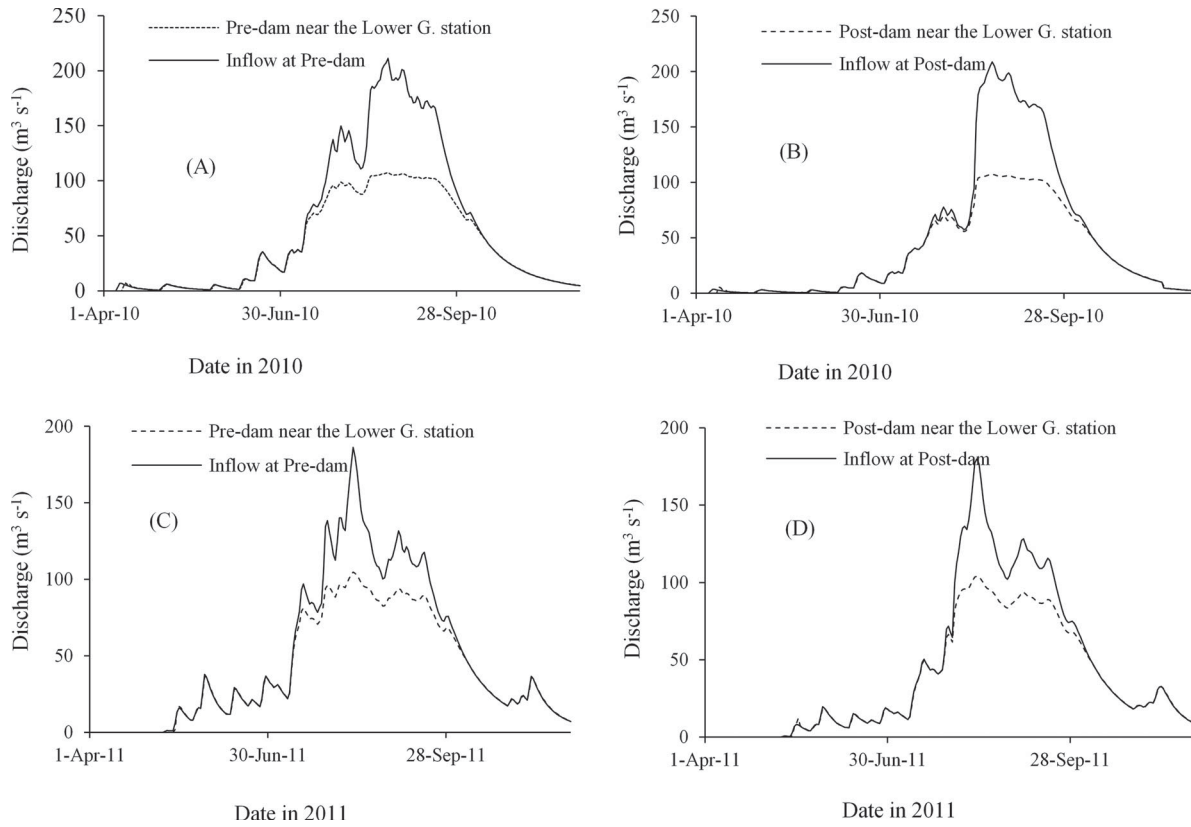 250
200
150
100
50
0
Diischarge (m³ s⁻¹)
Pre-dam near the Lower G. station
Inflow at Pre-dam
(A)
1-Apr-10 30-Jun-10 28-Sep-10
Date in 2010
250
200
150
100
50
0
Discharge (m³ s⁻¹)
Post-dam near the Lower G. station
Inflow at Post-dam
(B)
1-Apr-10 30-Jun-10 28-Sep-10
Date in 2010
200
150
100
50
0
Discharge (m³ s⁻¹)
Pre-dam near the Lower G. station
Inflow at Pre-dam
(C)
1-Apr-11 30-Jun-11 28-Sep-11
Date in 2011
200
150
100
50
0
Discharge (m³ s⁻¹)
Post-dam near the Lower G. station
Inflow at Post-dam
(D)
1-Apr-11 30-Jun-11 28-Sep-11
Date in 2011